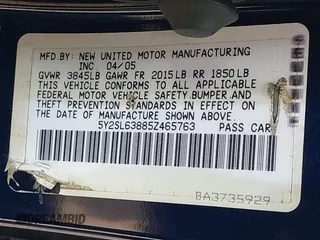 MFD.BY: NEW UNITED MOTOR MANUFACTURING
INC. 04/05
GVWR 3845LB GAWR FR 2015LB RR 1850LB
THIS VEHICLE CONFORMS TO ALL APPLICABLE
FEDERAL MOTOR VEHICLE SAFETY,BUMPER AND
THEFT PREVENTION STANDARDS IN EFFECT ON
THE DATE OF MANUFACTURE SHOWN ABOVE.
5Y2SL63885Z465763 PASS CAR
BA3735929
AUTOBIDRID